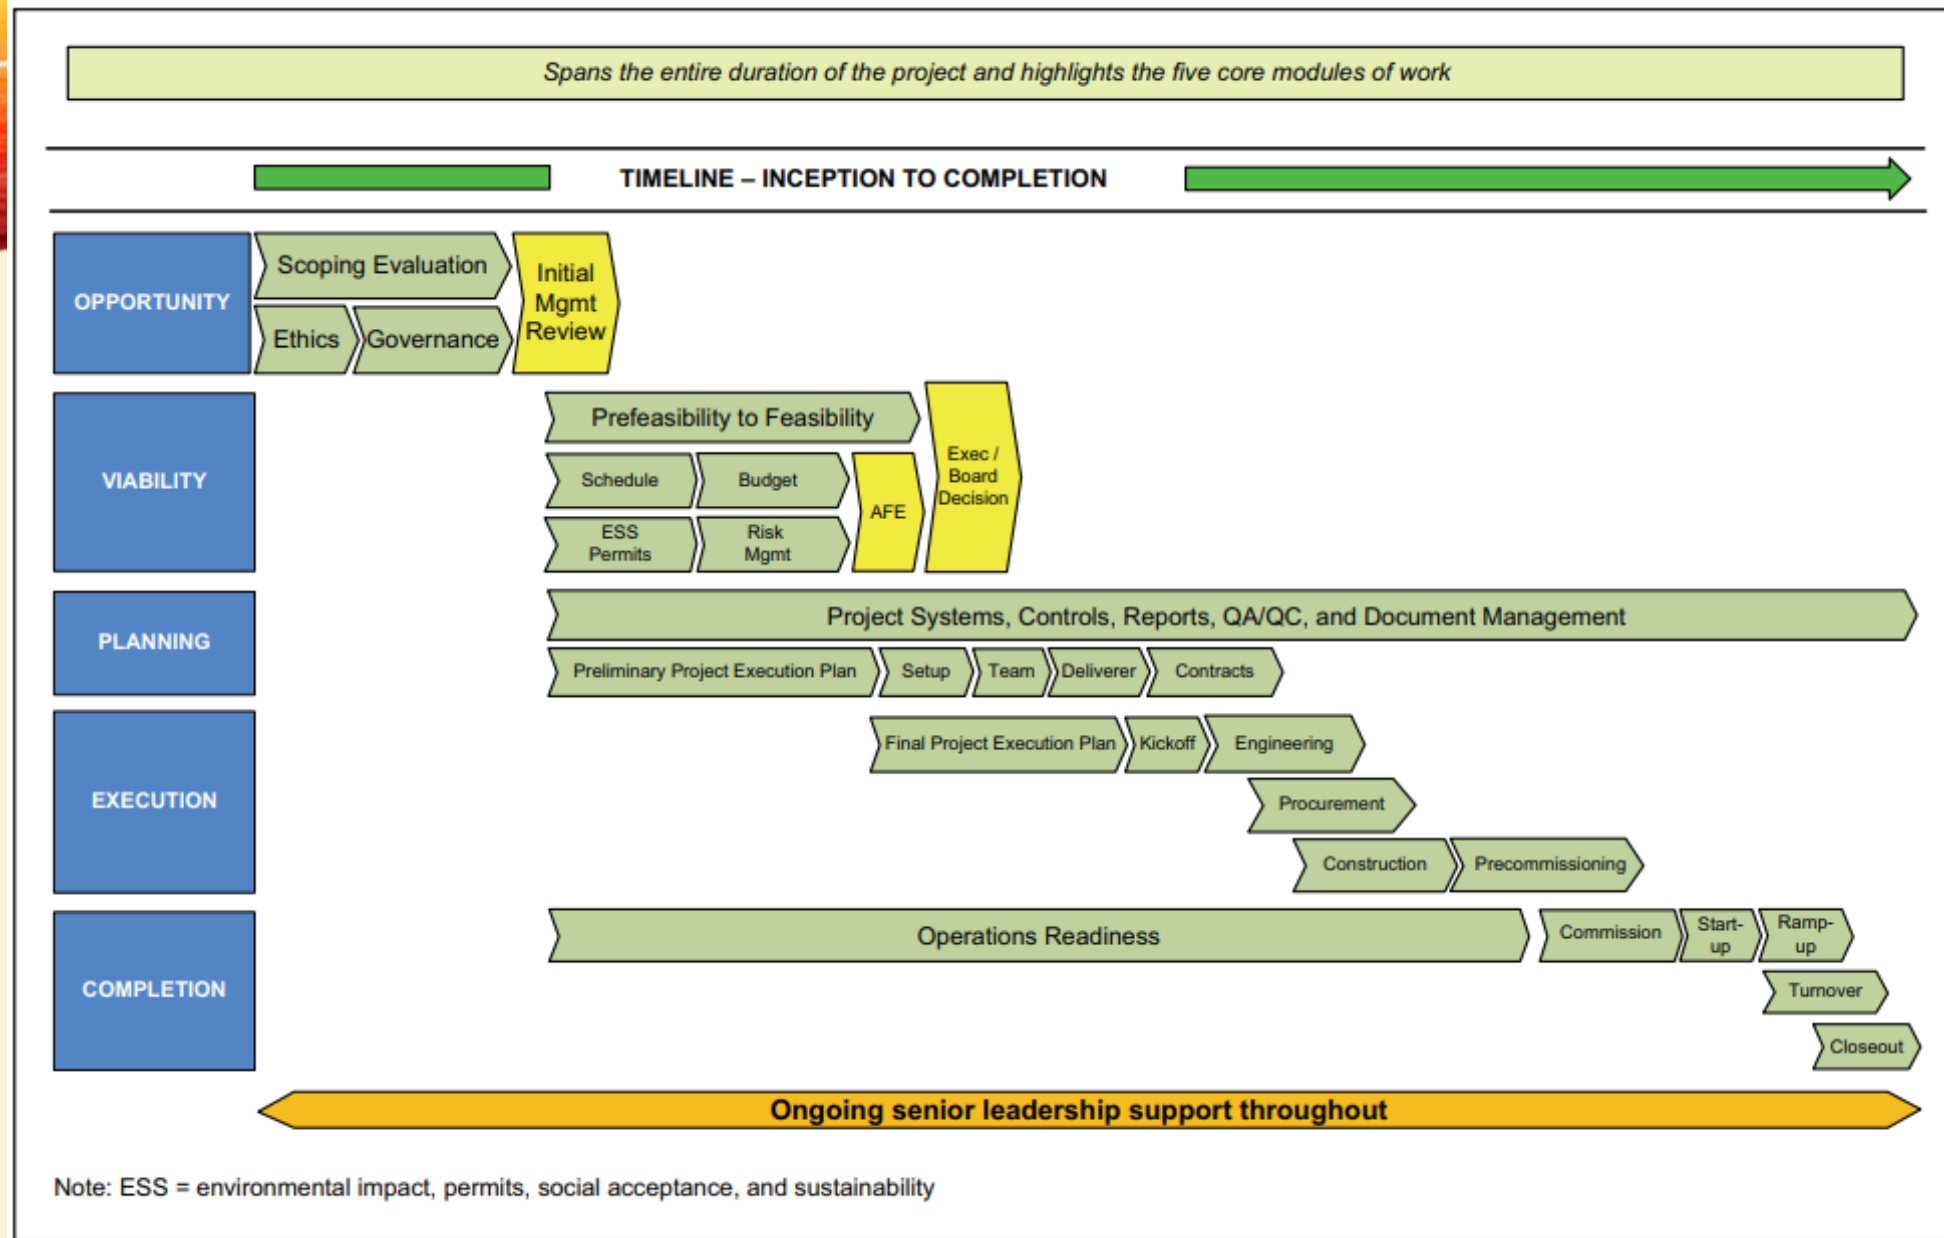 Spans the entire duration of the project and highlights the five core modules of work
TIMELINE – INCEPTION TO COMPLETION
OPPORTUNITY
Scoping Evaluation
Ethics
Governance
Initial
Mgmt
Review
VIABILITY
Prefeasibility to Feasibility
Schedule
Budget
ESS
Permits
Risk
Mgmt
AFE
Exec /
Board
Decision
PLANNING
Project Systems, Controls, Reports, QA/QC, and Document Management
Preliminary Project Execution Plan
Setup
Team
Deliverer
Contracts
EXECUTION
Final Project Execution Plan
Kickoff
Engineering
Procurement
Construction
Precommissioning
COMPLETION
Operations Readiness
Commission
Start-
up
Ramp-
up
Turnover
Closeout
Ongoing senior leadership support throughout
Note: ESS = environmental impact, permits, social acceptance, and sustainability